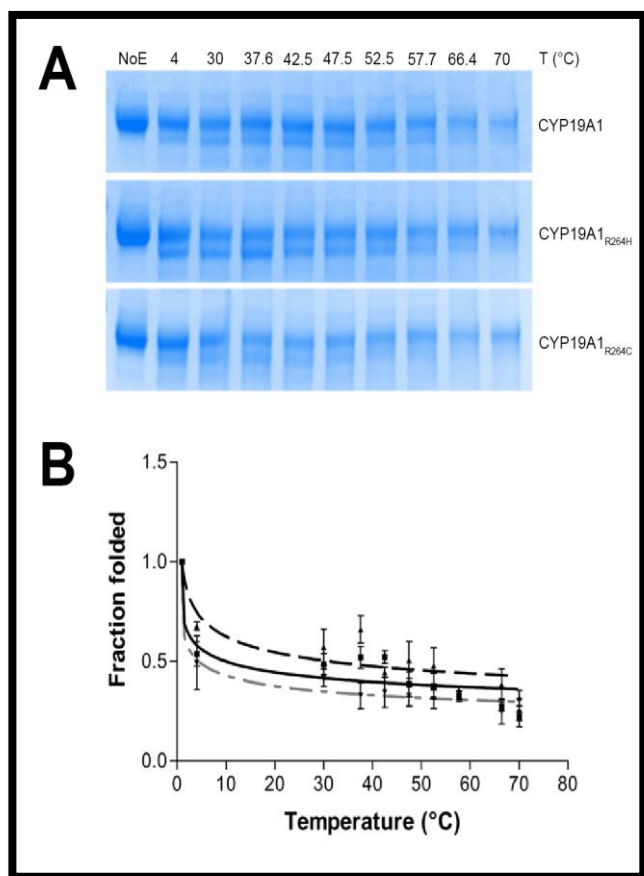 A
NoE 4 30 37.6 42.5 47.5 52.5 57.7 66.4 70 T (°C)
CYP19A1
CYP19A1R264H
CYP19A1R264C
B
1.5
1.0
0.5
0.0
Fraction folded
0 10 20 30 40 50 60 70 80
Temperature (°C)